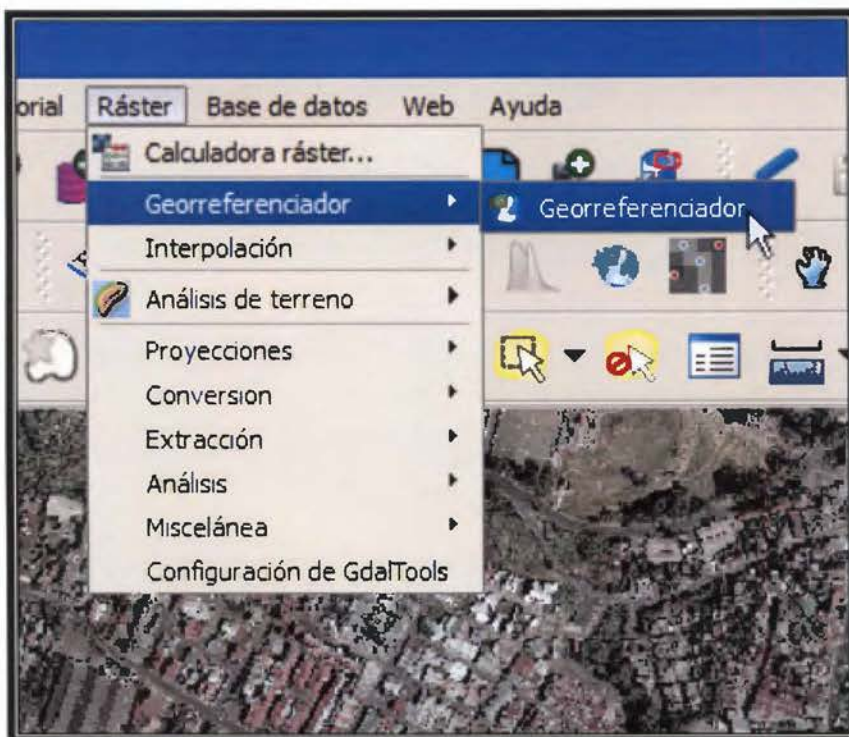 orial Ráster Base de datos Web Ayuda
Calculadora ráster...
Georreferenciador
Georreferenciador
Interpolación
Análisis de terreno
Proyecciones
Conversion
Extracción
Análisis
Miscelánea
Configuración de GdalTools